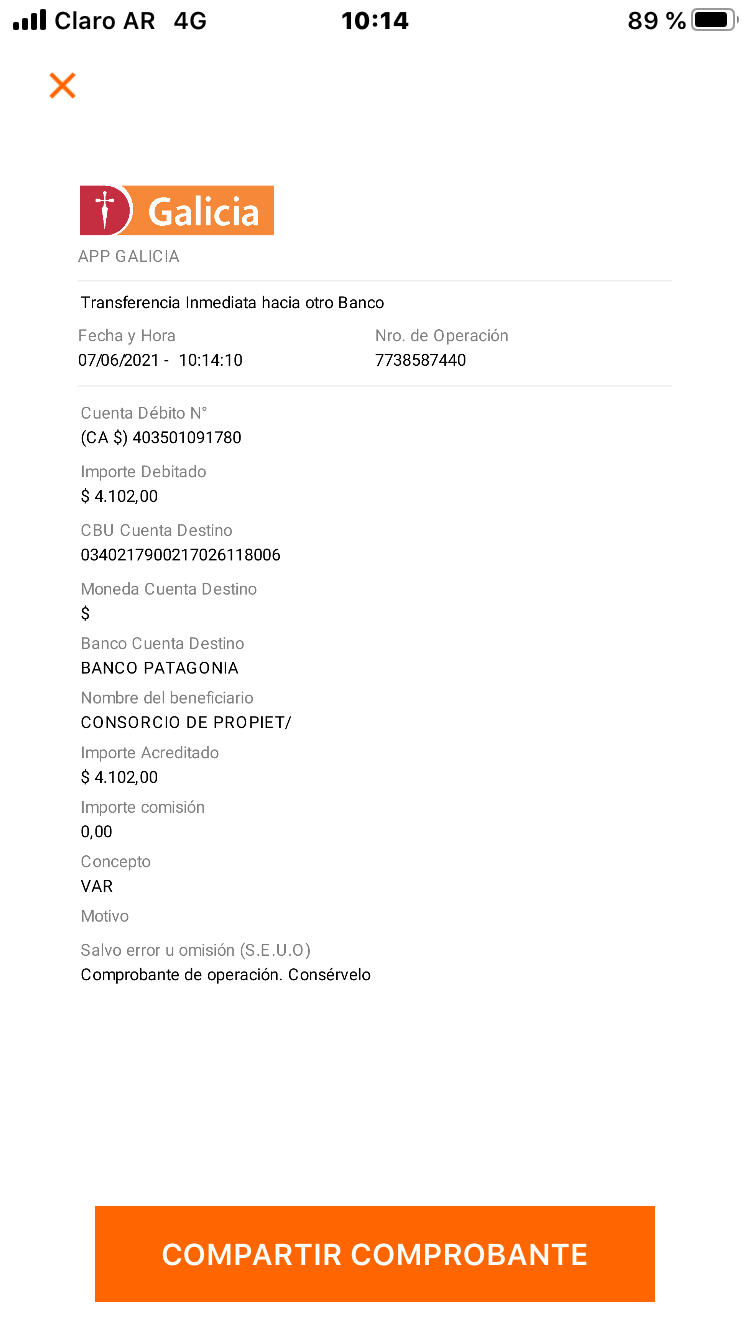 Claro AR 4G 10:14 89 %
Galicia
APP GALICIA
Transferencia Inmediata hacia otro Banco
Fecha y Hora Nro. de Operación
07/06/2021 - 10:14:10 7738587440
Cuenta Débito N°
(CA $) 403501091780
Importe Debitado
$ 4.102,00
CBU Cuenta Destino
0340217900217026118006
Moneda Cuenta Destino
$
Banco Cuenta Destino
BANCO PATAGONIA
Nombre del beneficiario
CONSORCIO DE PROPIET/
Importe Acreditado
$ 4.102,00
Importe comisión
0,00
Concepto
VAR
Motivo
Salvo error u omisión (S.E.U.O)
Comprobante de operación. Consérvelo
COMPARTIR COMPROBANTE